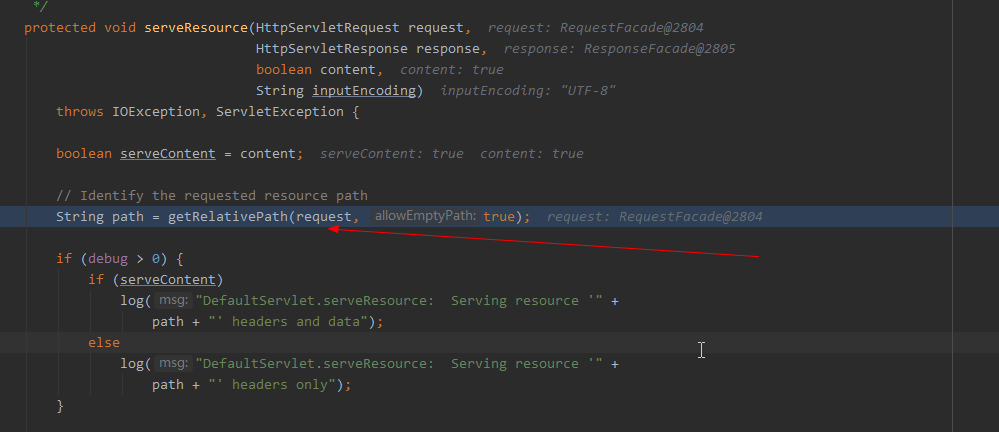 */
protected void serveResource(HttpServletRequest request, request: RequestFacade@2804
HttpServletResponse response, response: ResponseFacade@2805
boolean content, content: true
String inputEncoding) inputEncoding: "UTF-8"
throws IOException, ServletException {
boolean serveContent = content; serveContent: true content: true
// Identify the requested resource path
String path = getRelativePath(request, allowEmptyPath: true); request: RequestFacade@2804
if (debug > 0) {
if (serveContent)
log( msg: "DefaultServlet.serveResource:  Serving resource '" +
path + "' headers and data");
else
log( msg: "DefaultServlet.serveResource:  Serving resource '" +
path + "' headers only");
}